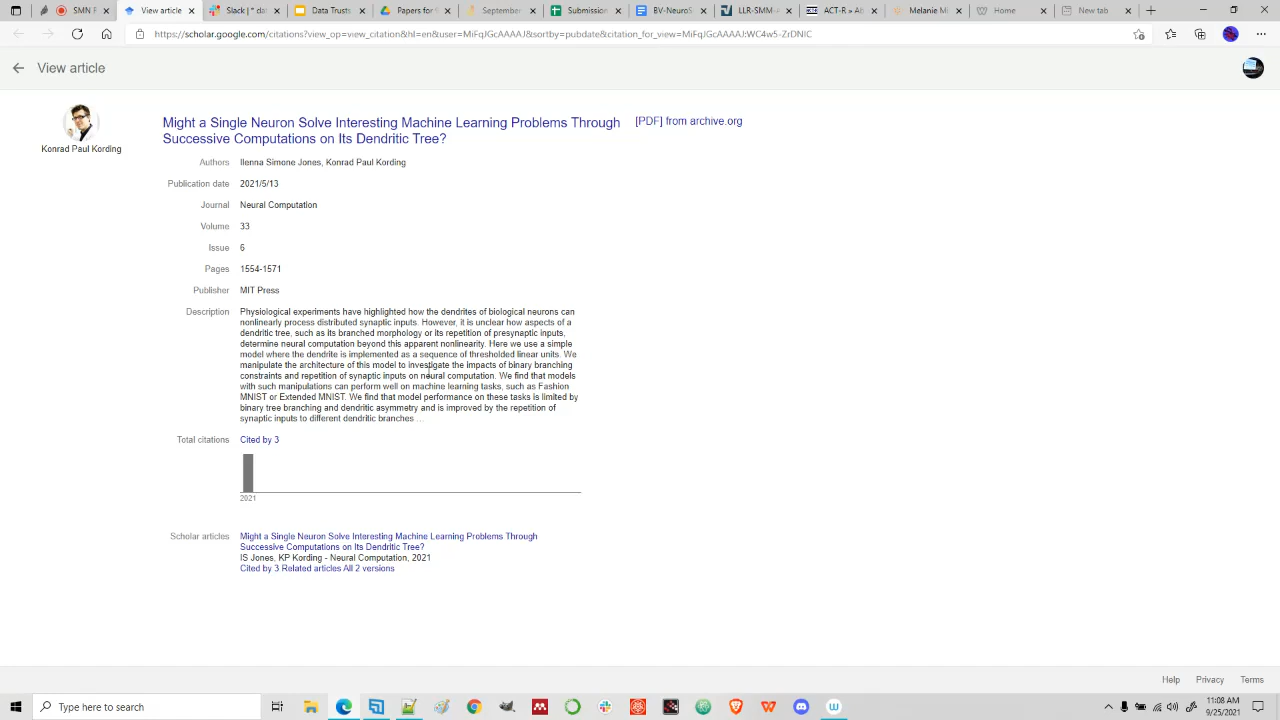 SMN F
View article
Slack | *da
Data Trusts
Papers for C
September
Submission
BV-NeuroS
LLR-SMM
ACT-R » Ab
Melanie Mi
Home
New tab
https://scholar.google.com/citations?view_op=view_citation&hl=en&user=MiFqJGcAAAAJ&sortby=pubdate&citation_for_view=MiFqJGcAAAAJ:WC4w5-ZrDNIC
View article
Konrad Paul Kording
Might a Single Neuron Solve Interesting Machine Learning Problems Through
Successive Computations on Its Dendritic Tree?
[PDF] from archive.org
Authors Ilenna Simone Jones, Konrad Paul Kording
Publication date 2021/5/13
Journal Neural Computation
Volume 33
Issue 6
Pages 1554-1571
Publisher MIT Press
Description Physiological experiments have highlighted how the dendrites of biological neurons can
nonlinearly process distributed synaptic inputs. However, it is unclear how aspects of a
dendritic tree, such as its branched morphology or its repetition of presynaptic inputs,
determine neural computation beyond this apparent nonlinearity. Here we use a simple
model where the dendrite is implemented as a sequence of thresholded linear units. We
manipulate the architecture of this model to investigate the impacts of binary branching
constraints and repetition of synaptic inputs on neural computation. We find that models
with such manipulations can perform well on machine learning tasks, such as Fashion
MNIST or Extended MNIST. We find that model performance on these tasks is limited by
binary tree branching and dendritic asymmetry and is improved by the repetition of
synaptic inputs to different dendritic branches ...
Total citations Cited by 3
2021
Scholar articles Might a Single Neuron Solve Interesting Machine Learning Problems Through
Successive Computations on Its Dendritic Tree?
IS Jones, KP Kording - Neural Computation, 2021
Cited by 3 Related articles All 2 versions
Help Privacy Terms
Type here to search
11:08 AM
9/25/2021